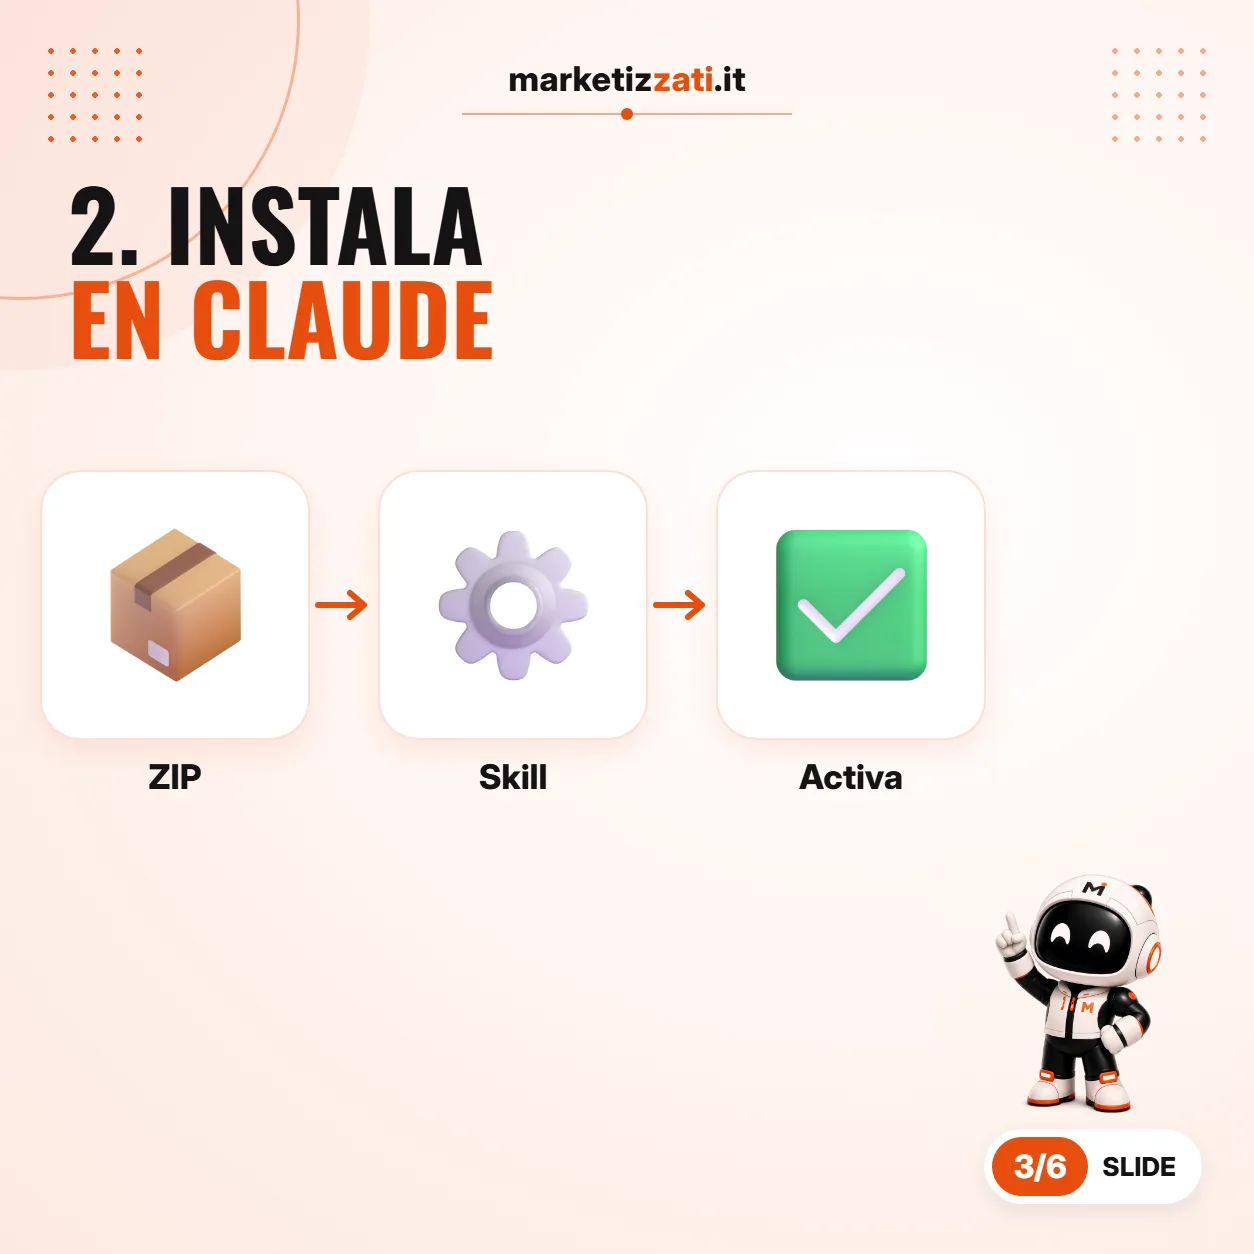 marketizzati.it
2. INSTALA
EN CLAUDE
ZIP
Skill
Activa
M
3/6 SLIDE